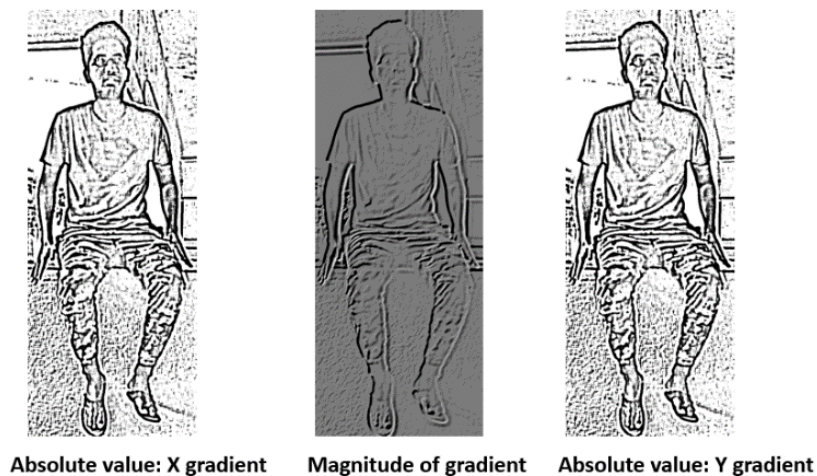 Absolute value: X gradient
Magnitude of gradient
Absolute value: Y gradient